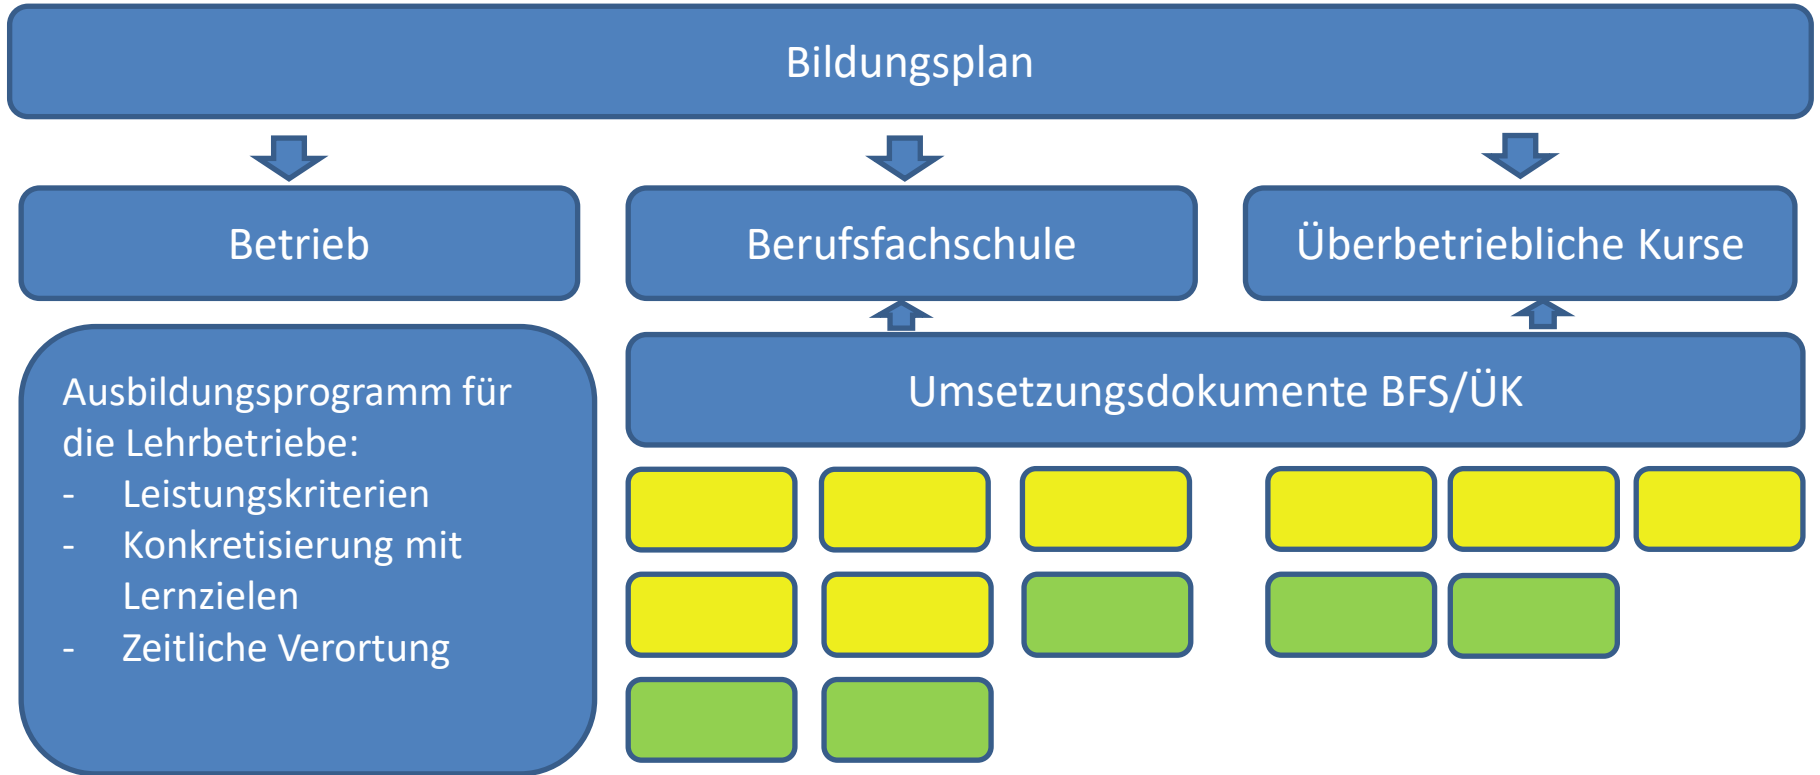 Bildungsplan
Betrieb
Berufsfachschule
Überbetriebliche Kurse
Ausbildungsprogramm für
die Lehrbetriebe:
- Leistungskriterien
- Konkretisierung mit
Lernzielen
- Zeitliche Verortung
Umsetzungsdokumente BFS/ÜK